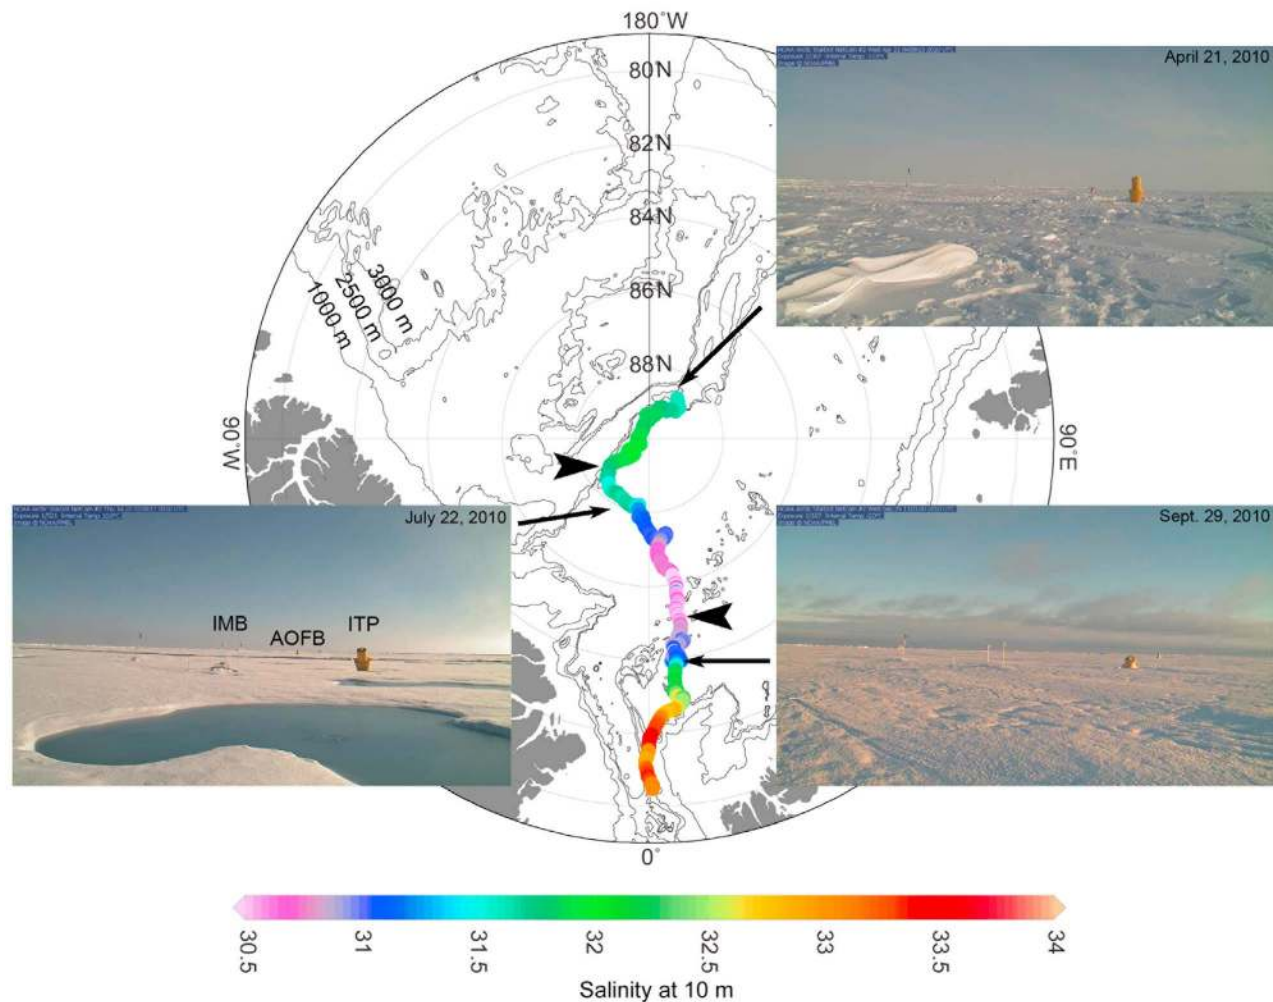 180°W
80N
82N
84N
86N
88N
3000 m
2500 m
1000 m
90°W
90°E
0°
April 21, 2010
July 22, 2010
IMB
AOFB
ITP
Sept. 29, 2010
30.5
31
31.5
32
32.5
33
33.5
34
Salinity at 10 m